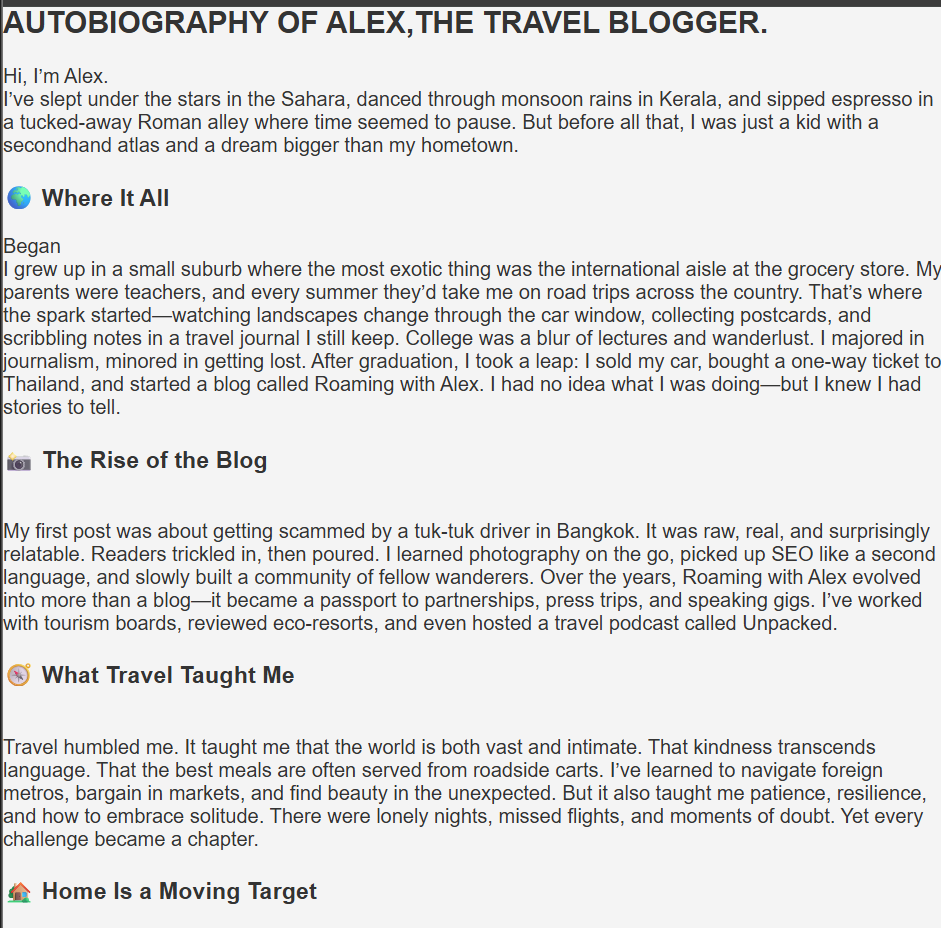 AUTOBIOGRAPHY OF ALEX,THE TRAVEL BLOGGER.
Hi, I’m Alex.
I’ve slept under the stars in the Sahara, danced through monsoon rains in Kerala, and sipped espresso in
a tucked-away Roman alley where time seemed to pause. But before all that, I was just a kid with a
secondhand atlas and a dream bigger than my hometown.
🌍 Where It All
Began
I grew up in a small suburb where the most exotic thing was the international aisle at the grocery store. My
parents were teachers, and every summer they’d take me on road trips across the country. That’s where
the spark started—watching landscapes change through the car window, collecting postcards, and
scribbling notes in a travel journal I still keep. College was a blur of lectures and wanderlust. I majored in
journalism, minored in getting lost. After graduation, I took a leap: I sold my car, bought a one-way ticket to
Thailand, and started a blog called Roaming with Alex. I had no idea what I was doing—but I knew I had
stories to tell.
📸 The Rise of the Blog
My first post was about getting scammed by a tuk-tuk driver in Bangkok. It was raw, real, and surprisingly
relatable. Readers trickled in, then poured. I learned photography on the go, picked up SEO like a second
language, and slowly built a community of fellow wanderers. Over the years, Roaming with Alex evolved
into more than a blog—it became a passport to partnerships, press trips, and speaking gigs. I’ve worked
with tourism boards, reviewed eco-resorts, and even hosted a travel podcast called Unpacked.
🧭 What Travel Taught Me
Travel humbled me. It taught me that the world is both vast and intimate. That kindness transcends
language. That the best meals are often served from roadside carts. I’ve learned to navigate foreign
metros, bargain in markets, and find beauty in the unexpected. But it also taught me patience, resilience,
and how to embrace solitude. There were lonely nights, missed flights, and moments of doubt. Yet every
challenge became a chapter.
🏡 Home Is a Moving Target